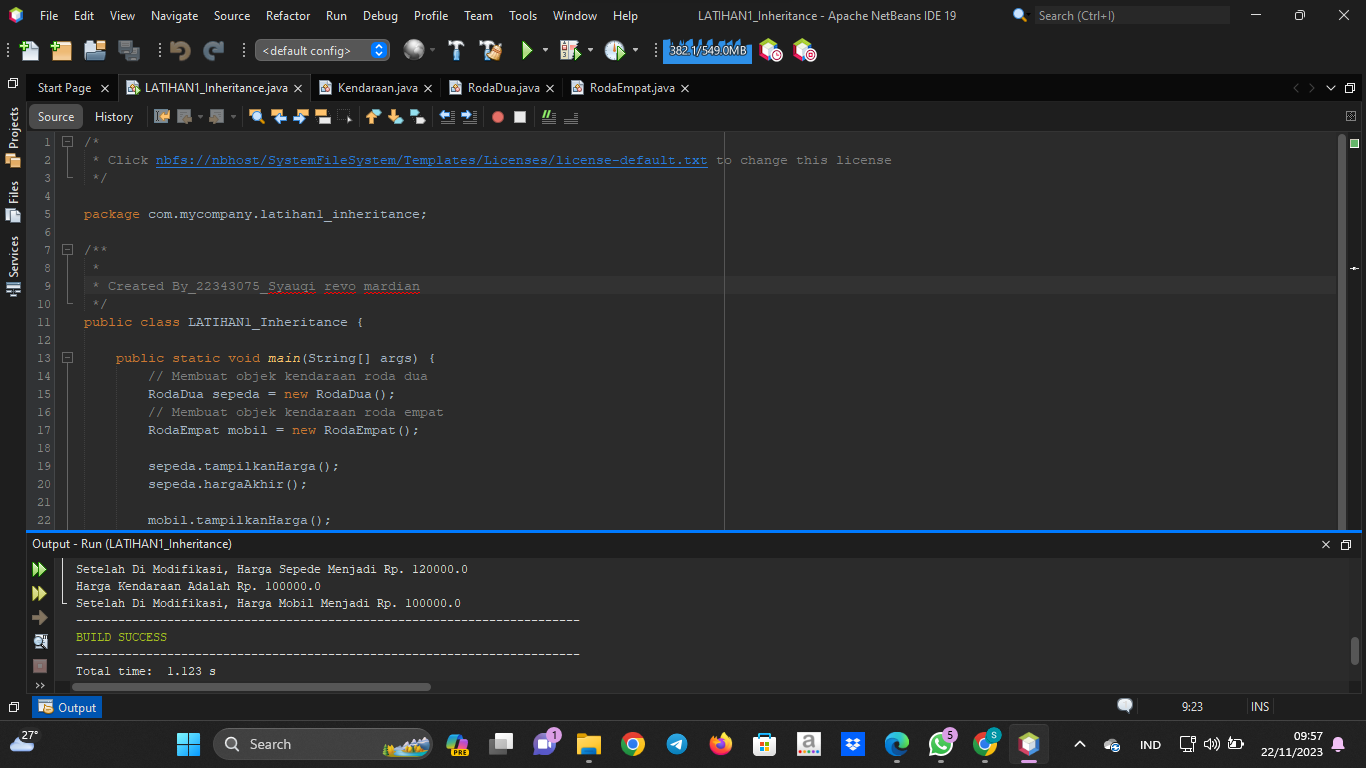 File Edit View Navigate Source Refactor Run Debug Profile Team Tools Window Help
LATIHAN1_Inheritance - Apache NetBeans IDE 19
Search (Ctrl+I)
<default config>
382.1/549.0MB
Start Page
LATIHAN1_Inheritance.java
Kendaraan.java
RodaDua.java
RodaEmpat.java
Projects
Files
Services
Source
History
1 /*
2  * Click nbfs://nbhost/SystemFileSystem/Templates/Licenses/license-default.txt to change this license
3  */
4
5 package com.mycompany.latihan1_inheritance;
6
7 /**
8  *
9  * Created By_22343075_Syauqi revo mardian
10  */
11 public class LATIHAN1_Inheritance {
12
13     public static void main(String[] args) {
14         // Membuat objek kendaraan roda dua
15         RodaDua sepeda = new RodaDua();
16         // Membuat objek kendaraan roda empat
17         RodaEmpat mobil = new RodaEmpat();
18
19         sepeda.tampilkanHarga();
20         sepeda.hargaAkhir();
21
22         mobil.tampilkanHarga();
Output - Run (LATIHAN1_Inheritance)
Setelah Di Modifikasi, Harga Sepede Menjadi Rp. 120000.0
Harga Kendaraan Adalah Rp. 100000.0
Setelah Di Modifikasi, Harga Mobil Menjadi Rp. 100000.0
------------------------------------------------------------------------
BUILD SUCCESS
------------------------------------------------------------------------
Total time:  1.123 s
Output
9:23
INS
27°
Search
PRE
1
a
5
S
IND
09:57
22/11/2023